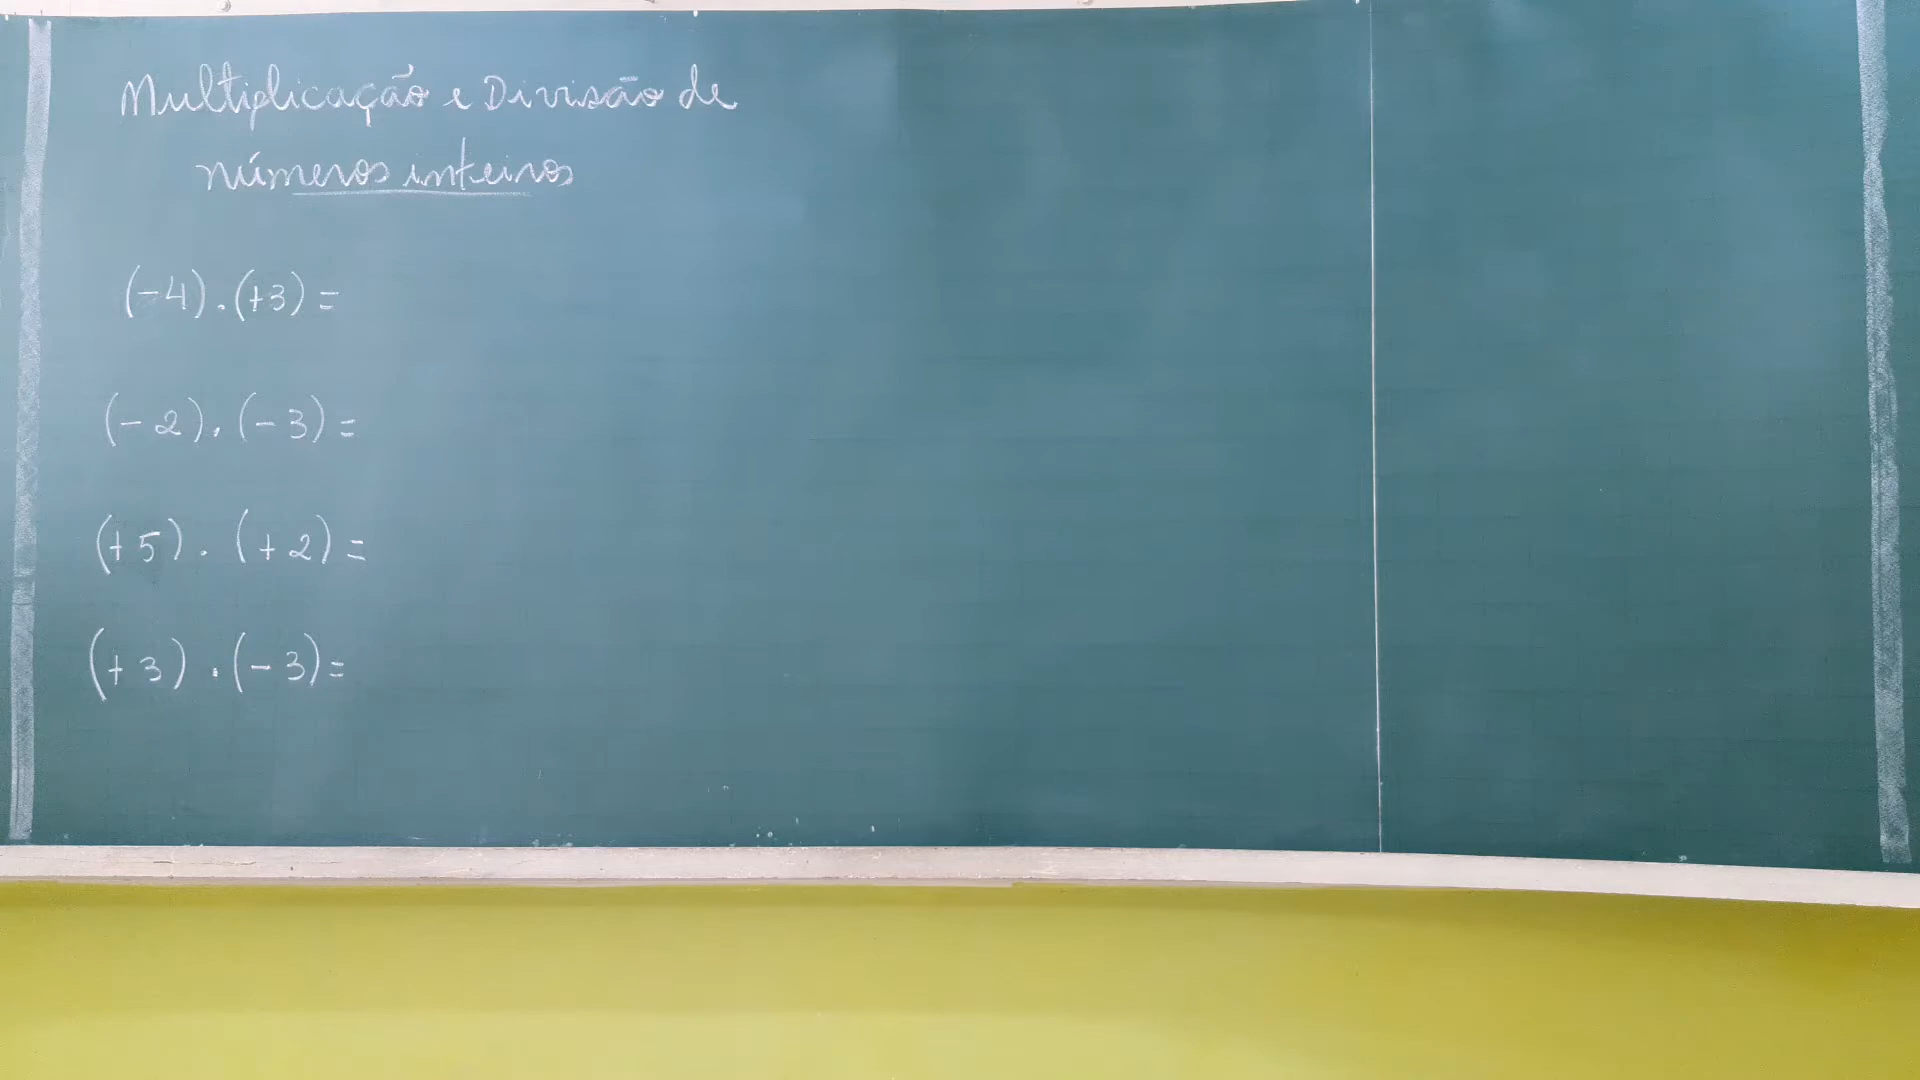 Multiplicação e Divisão de
números inteiros
(-4).(+3)=
(-2).(-3)=
(+5).(+2)=
(+3).(-3)=